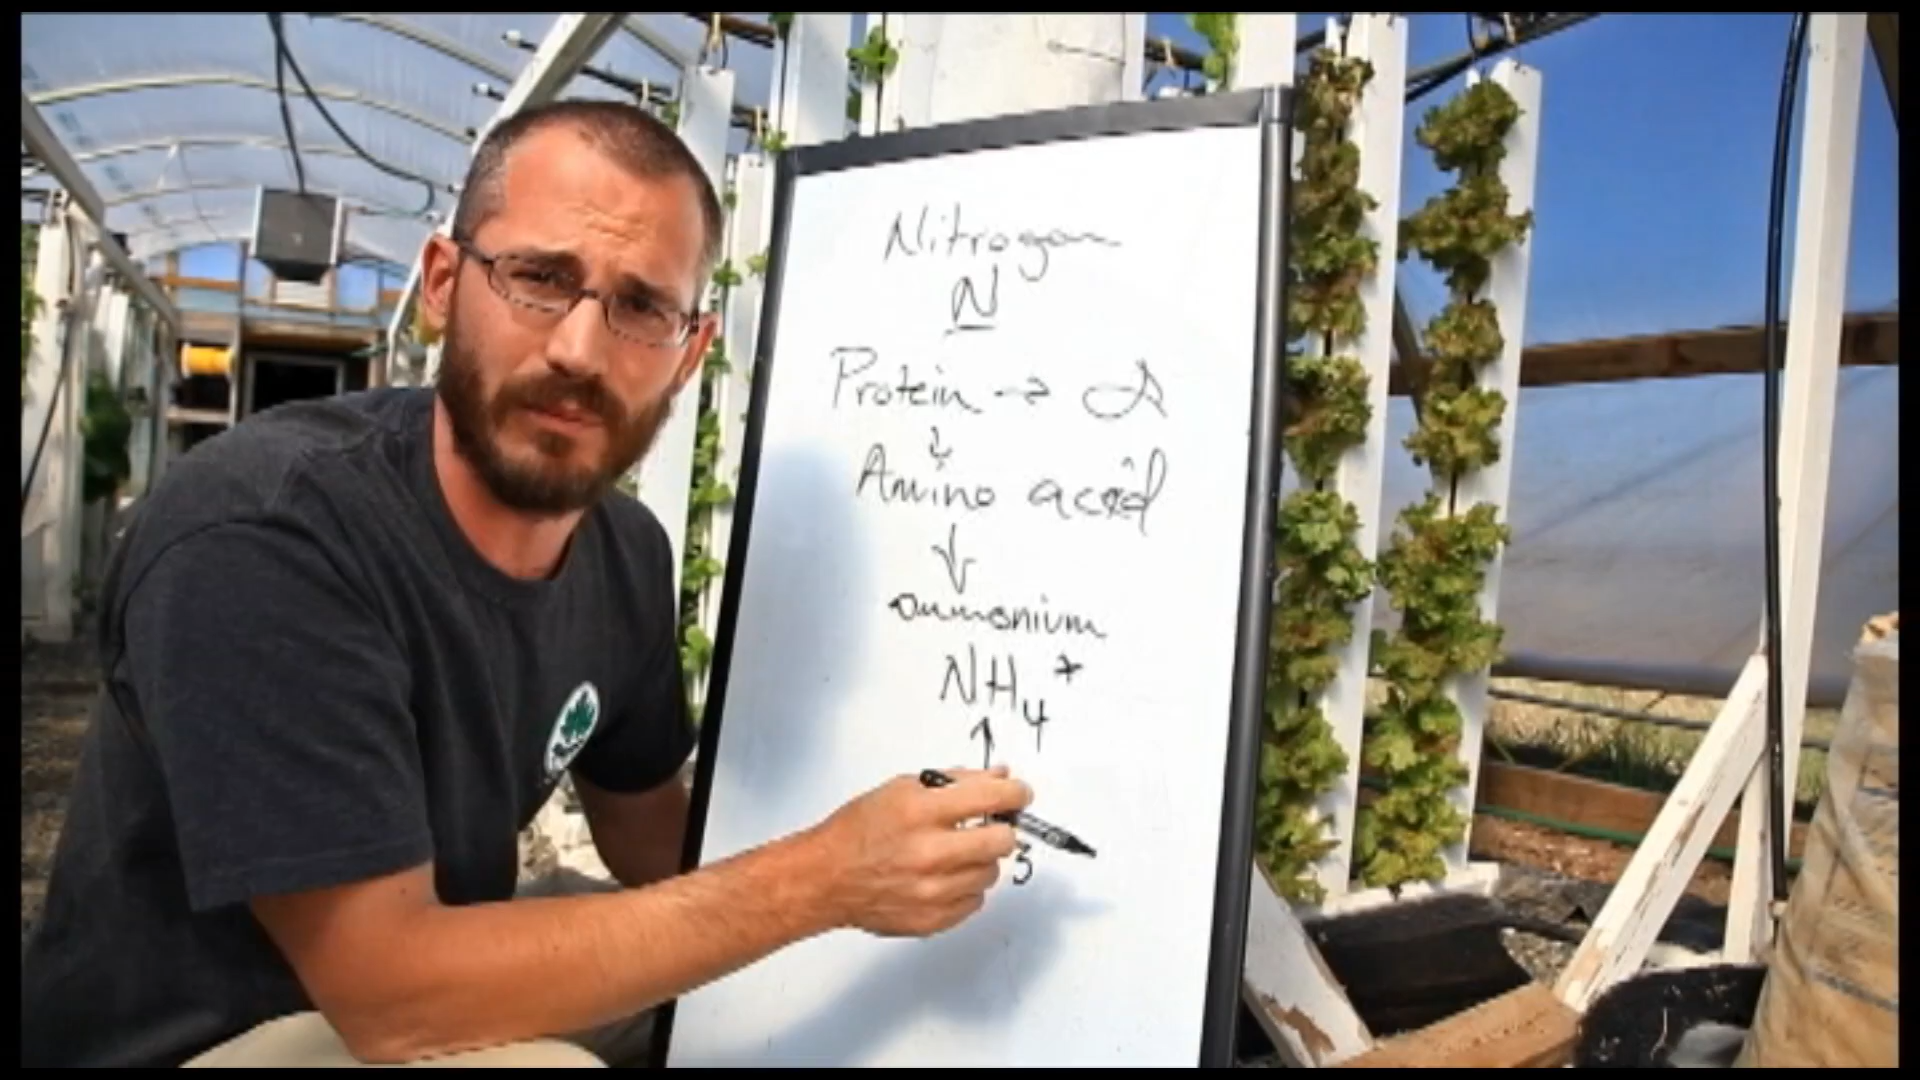 Nitrogen
N
Protein →
↓
Amino acid
↓
ammonium
NH4+
↑
3